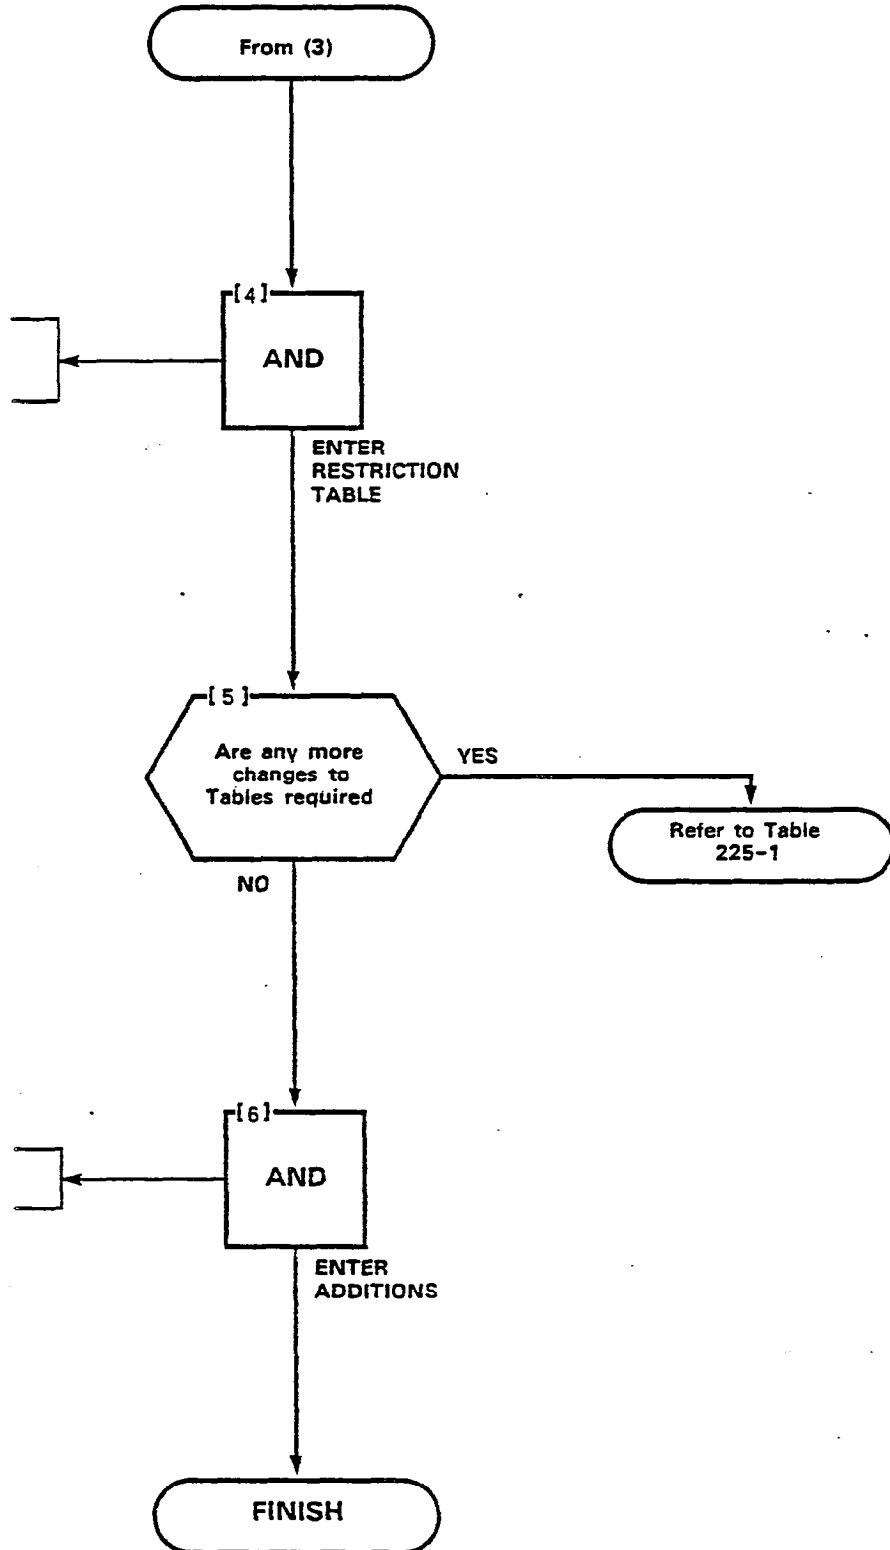 From (3)
[4]
AND
ENTER
RESTRICTION
TABLE
[5]
Are any more
changes to
Tables required
YES
Refer to Table
225-1
NO
[6]
AND
ENTER
ADDITIONS
FINISH